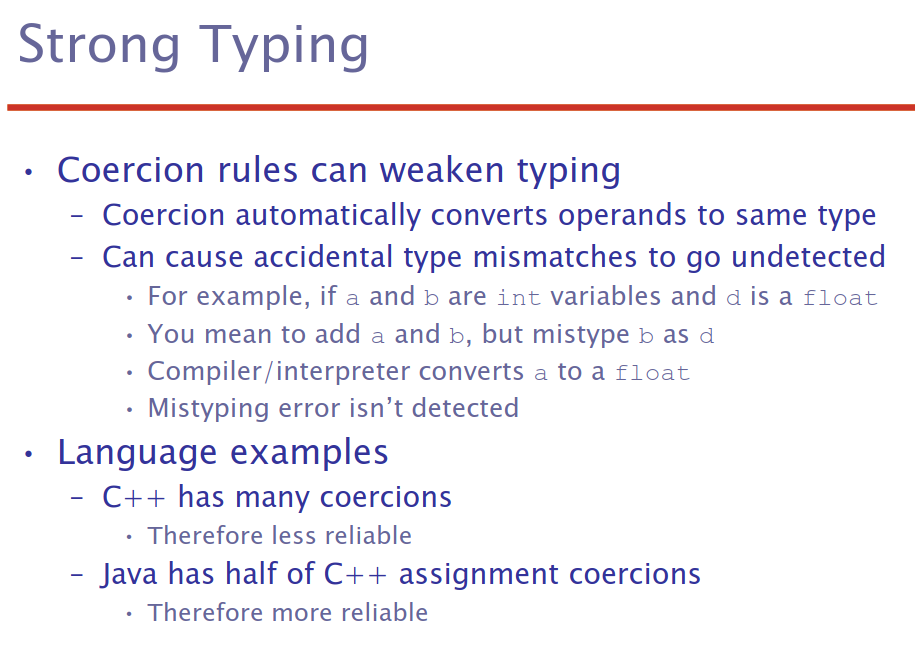 Strong Typing
• Coercion rules can weaken typing
– Coercion automatically converts operands to same type
– Can cause accidental type mismatches to go undetected
• For example, if a and b are int variables and d is a float
• You mean to add a and b, but mistype b as d
• Compiler/interpreter converts a to a float
• Mistyping error isn’t detected
• Language examples
– C++ has many coercions
• Therefore less reliable
– Java has half of C++ assignment coercions
• Therefore more reliable